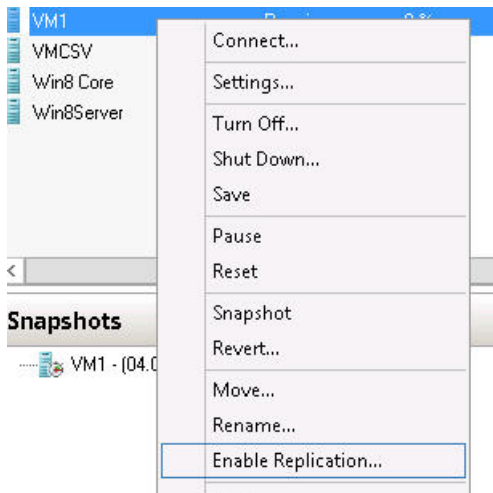 VM1
VMCSV
Win8 Core
Win8Server
Connect...
Settings...
Turn Off...
Shut Down...
Save
Pause
Reset
Snapshot
Revert...
Move...
Rename...
Enable Replication...
Snapshots
VM1 - (04.0